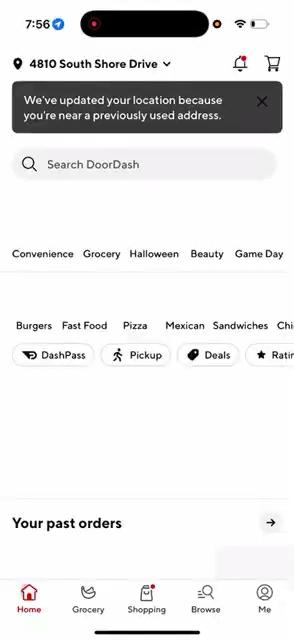 7:56
4810 South Shore Drive
We've updated your location because
you're near a previously used address.
Search DoorDash
Convenience Grocery Halloween Beauty Game Day
Burgers Fast Food Pizza Mexican Sandwiches Chi
DashPass Pickup Deals Ratin
Your past orders
Home Grocery Shopping Browse Me